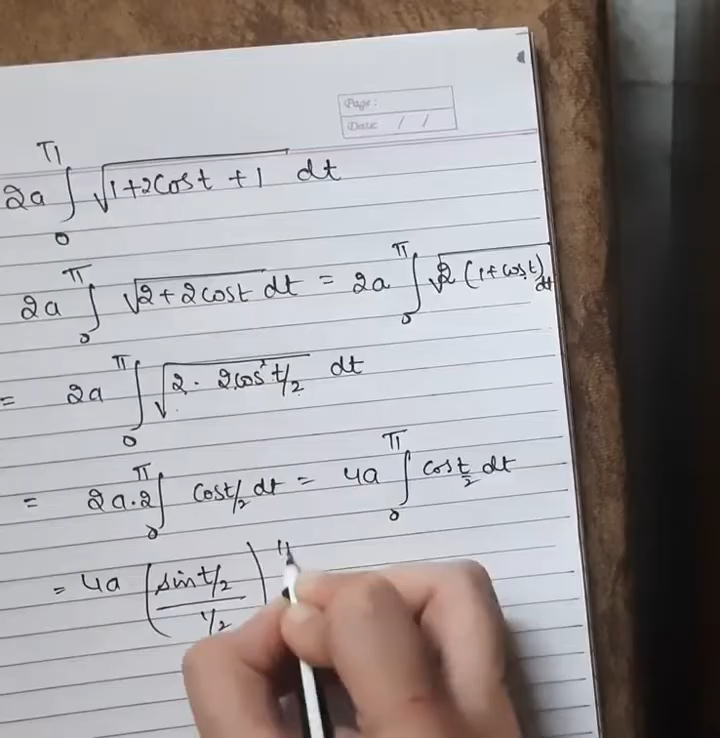 Page :
Date: / /
2a ∫₀^π √(1+2cost+1) dt
2a ∫₀^π √(2+2cost) dt = 2a ∫₀^π √(2(1+cost)) dt
= 2a ∫₀^π √(2·2cos²t/2) dt
= 2a·2 ∫₀^π cost/2 dt = 4a ∫₀^π cos t/2 dt
= 4a (sint/2 / 1/2)